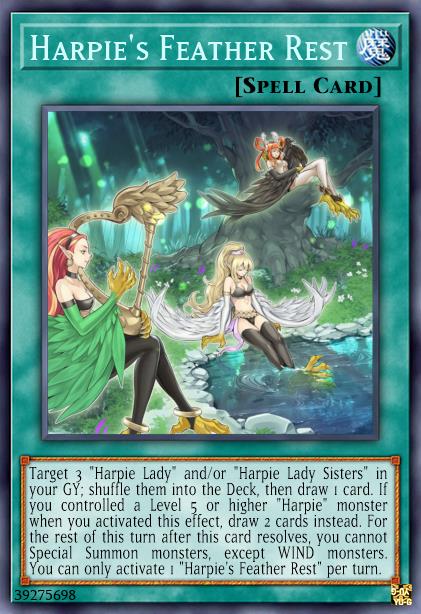 Harpie's Feather Rest
魔
[Spell Card]
Target 3 "Harpie Lady" and/or "Harpie Lady Sisters" in
your GY; shuffle them into the Deck, then draw 1 card. If
you controlled a Level 5 or higher "Harpie" monster
when you activated this effect, draw 2 cards instead. For
the rest of this turn after this card resolves, you cannot
Special Summon monsters, except WIND monsters.
You can only activate 1 "Harpie's Feather Rest" per turn.
39275698